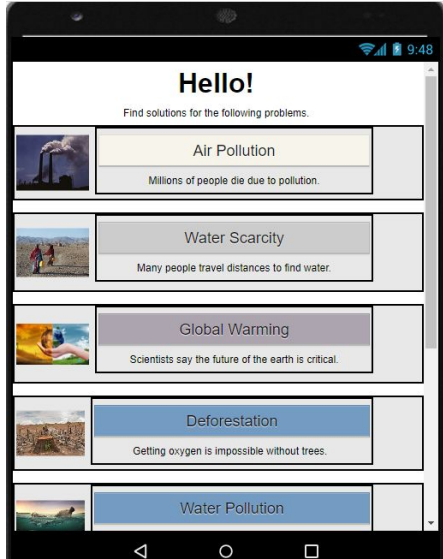 9:48
Hello!
Find solutions for the following problems.
Air Pollution
Millions of people die due to pollution.
Water Scarcity
Many people travel distances to find water.
Global Warming
Scientists say the future of the earth is critical.
Deforestation
Getting oxygen is impossible without trees.
Water Pollution